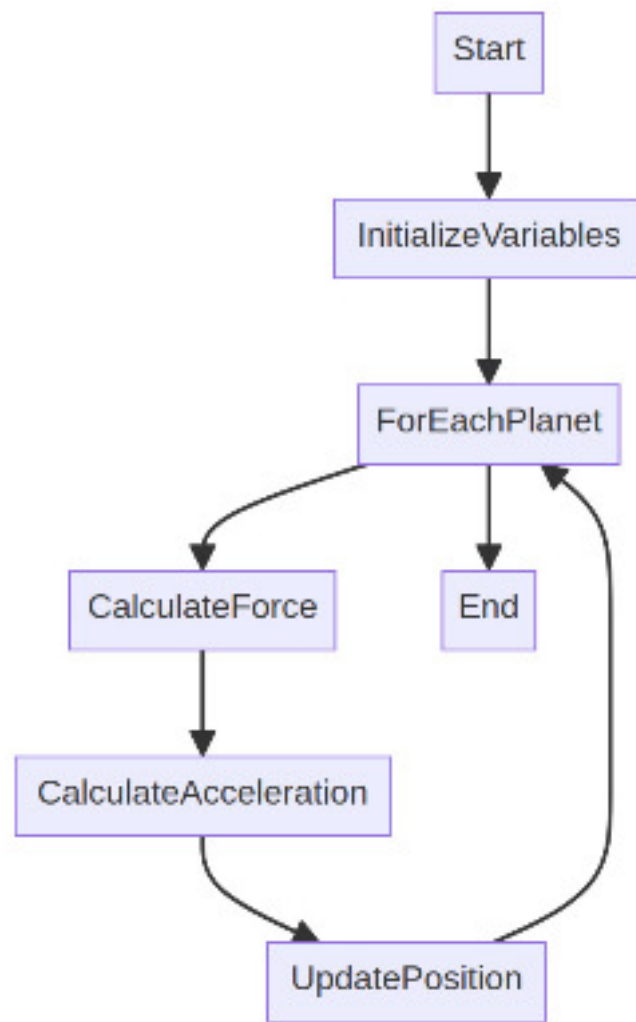 Start
InitializeVariables
ForEachPlanet
CalculateForce
End
CalculateAcceleration
UpdatePosition